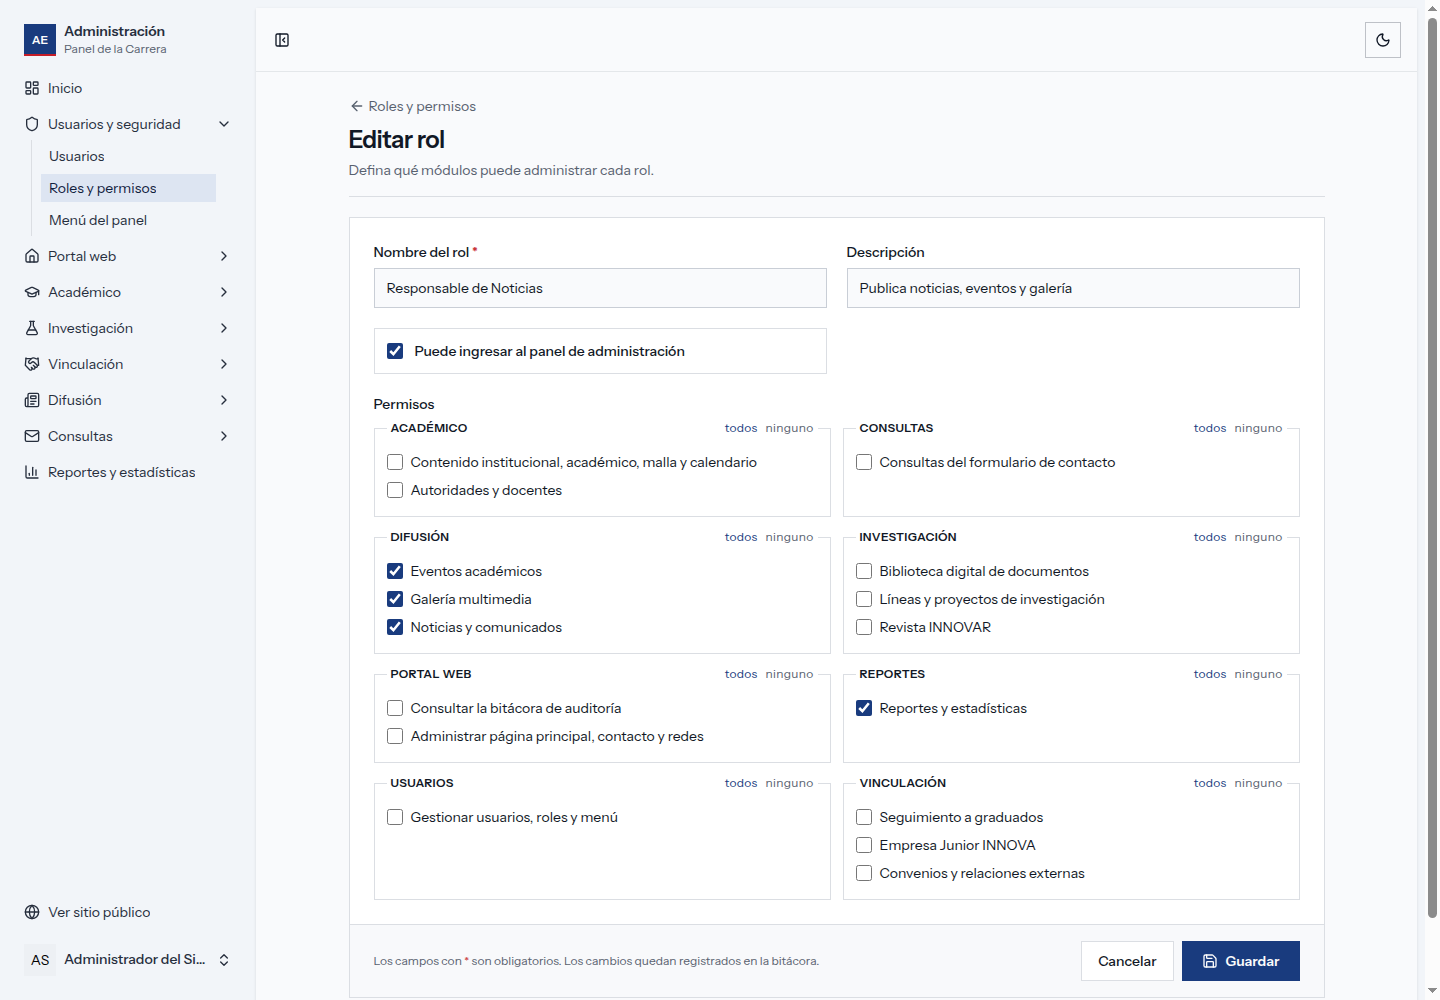 AE
Administración
Panel de la Carrera
Inicio
Usuarios y seguridad
Usuarios
Roles y permisos
Menú del panel
Portal web
Académico
Investigación
Vinculación
Difusión
Consultas
Reportes y estadísticas
Ver sitio público
AS Administrador del Si...
Roles y permisos
Editar rol
Defina qué módulos puede administrar cada rol.
Nombre del rol *
Responsable de Noticias
Descripción
Publica noticias, eventos y galería
Puede ingresar al panel de administración
Permisos
ACADÉMICO todos ninguno
Contenido institucional, académico, malla y calendario
Autoridades y docentes
CONSULTAS todos ninguno
Consultas del formulario de contacto
DIFUSIÓN todos ninguno
Eventos académicos
Galería multimedia
Noticias y comunicados
INVESTIGACIÓN todos ninguno
Biblioteca digital de documentos
Líneas y proyectos de investigación
Revista INNOVAR
PORTAL WEB todos ninguno
Consultar la bitácora de auditoría
Administrar página principal, contacto y redes
REPORTES todos ninguno
Reportes y estadísticas
USUARIOS todos ninguno
Gestionar usuarios, roles y menú
VINCULACIÓN todos ninguno
Seguimiento a graduados
Empresa Junior INNOVA
Convenios y relaciones externas
Los campos con * son obligatorios. Los cambios quedan registrados en la bitácora.
Cancelar
Guardar